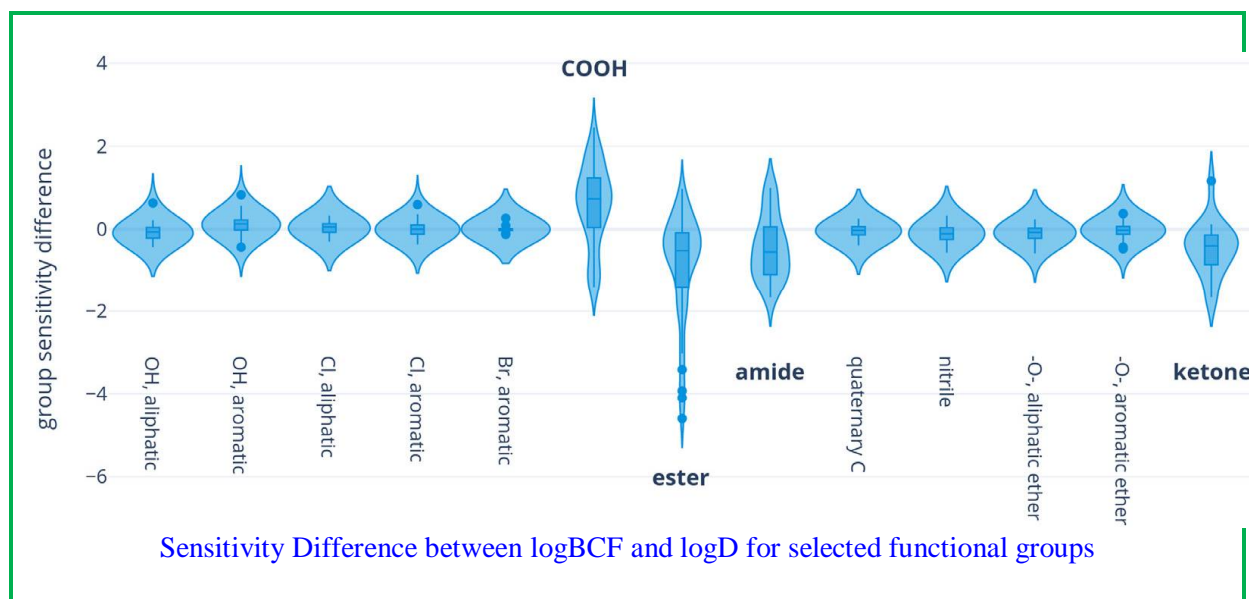 4
COOH
2
0
−2
−4
−6
group sensitivity difference
OH, aliphatic
OH, aromatic
Cl, aliphatic
Cl, aromatic
Br, aromatic
ester
amide
quaternary C
nitrile
-O-, aliphatic ether
-O-, aromatic ether
ketone
Sensitivity Difference between logBCF and logD for selected functional groups